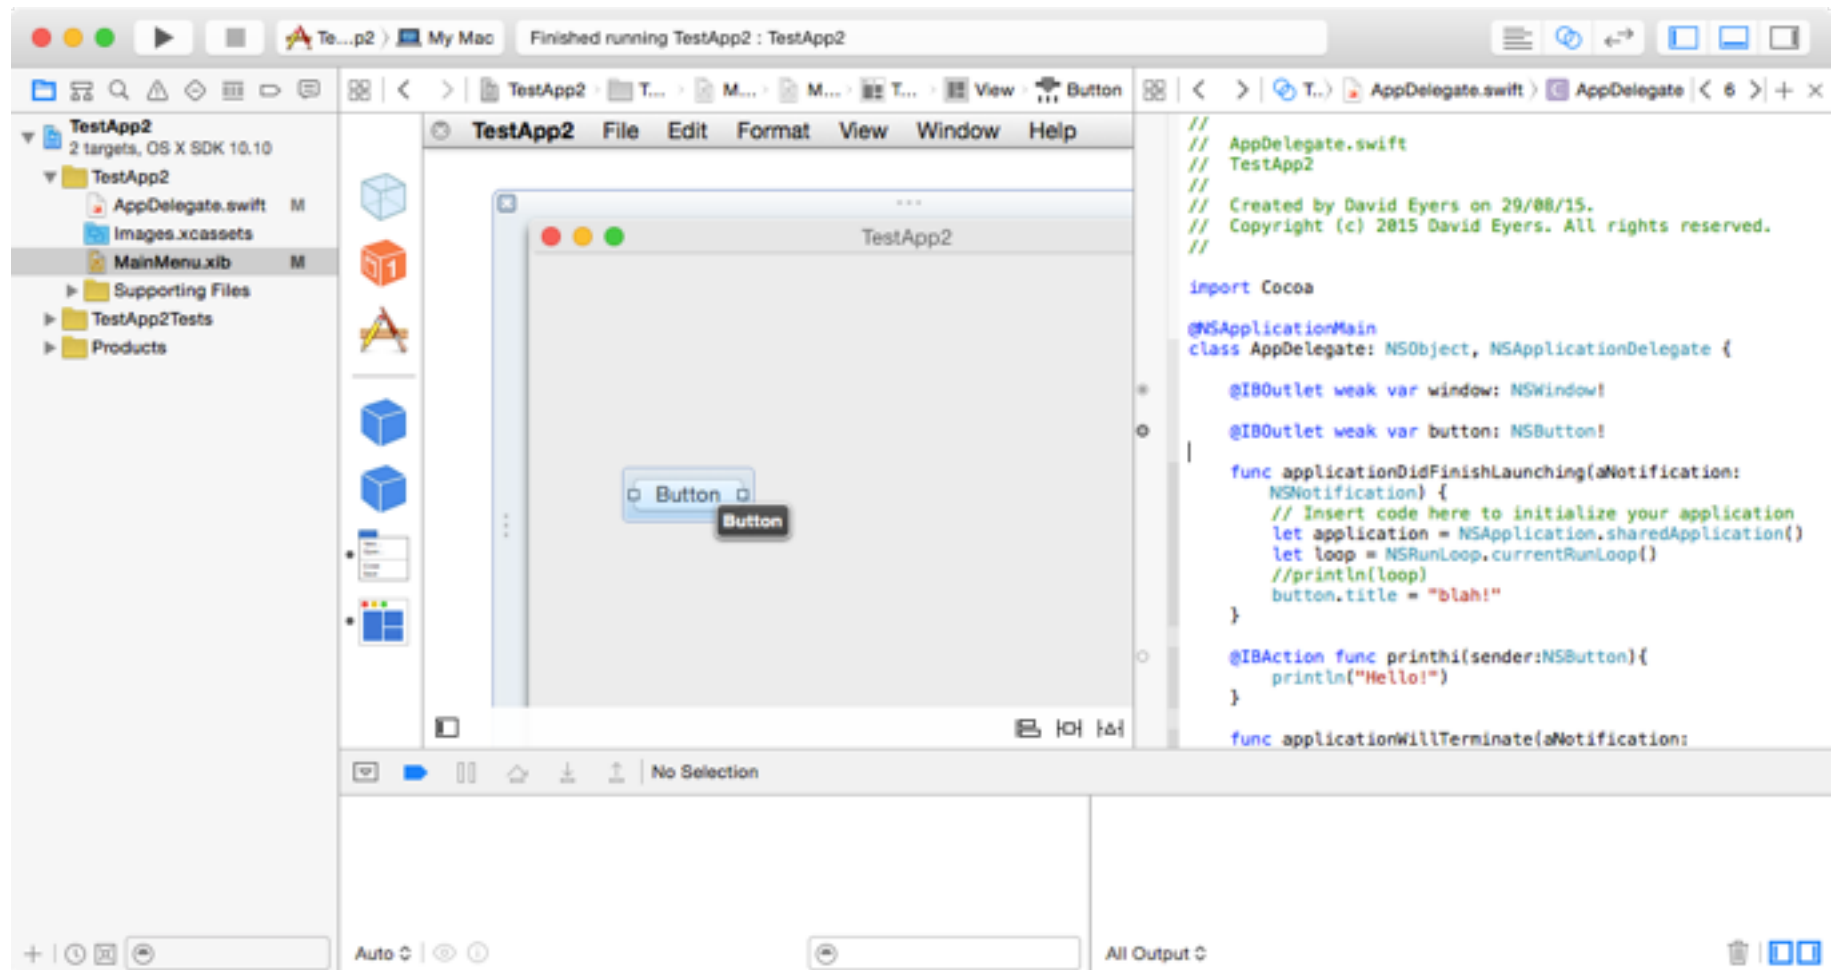 Te...p2 〉 My Mac
Finished running TestApp2 : TestApp2
TestApp2 〉 T... 〉 M... 〉 M... 〉 T... 〉 View 〉 Button
T..〉 AppDelegate.swift 〉 C AppDelegate < 6 > + ×
TestApp2
2 targets, OS X SDK 10.10
TestApp2
AppDelegate.swift M
Images.xcassets
MainMenu.xib M
Supporting Files
TestApp2Tests
Products
TestApp2 File Edit Format View Window Help
TestApp2
Button
Button
//
// AppDelegate.swift
// TestApp2
//
// Created by David Eyers on 29/08/15.
// Copyright (c) 2015 David Eyers. All rights reserved.
//
import Cocoa
@NSApplicationMain
class AppDelegate: NSObject, NSApplicationDelegate {
@IBOutlet weak var window: NSWindow!
@IBOutlet weak var button: NSButton!
func applicationDidFinishLaunching(aNotification:
NSNotification) {
// Insert code here to initialize your application
let application = NSApplication.sharedApplication()
let loop = NSRunLoop.currentRunLoop()
//println(loop)
button.title = "blah!"
}
@IBAction func printhi(sender:NSButton){
println("Hello!")
}
func applicationWillTerminate(aNotification:
No Selection
Auto
All Output